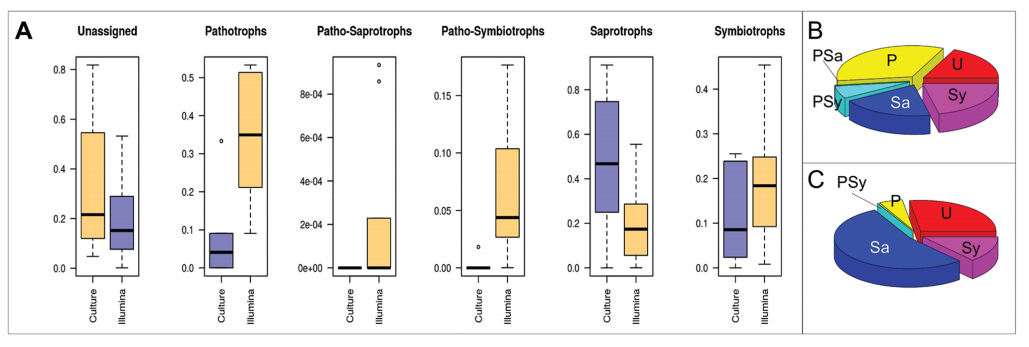 A
Unassigned
0.8
0.6
0.4
0.2
0.0
Culture
Illumina
Pathotrophs
0.5
0.4
0.3
0.2
0.1
0.0
Culture
Illumina
Patho-Saprotrophs
8e-04
6e-04
4e-04
2e-04
0e+00
Culture
Illumina
Patho-Symbiotrophs
0.15
0.10
0.05
0.00
Culture
Illumina
Saprotrophs
0.8
0.6
0.4
0.2
0.0
Culture
Illumina
Symbiotrophs
0.4
0.3
0.2
0.1
0.0
Culture
Illumina
B
PSa
P
U
PSy
Sa
Sy
C
PSy
P
U
Sa
Sy